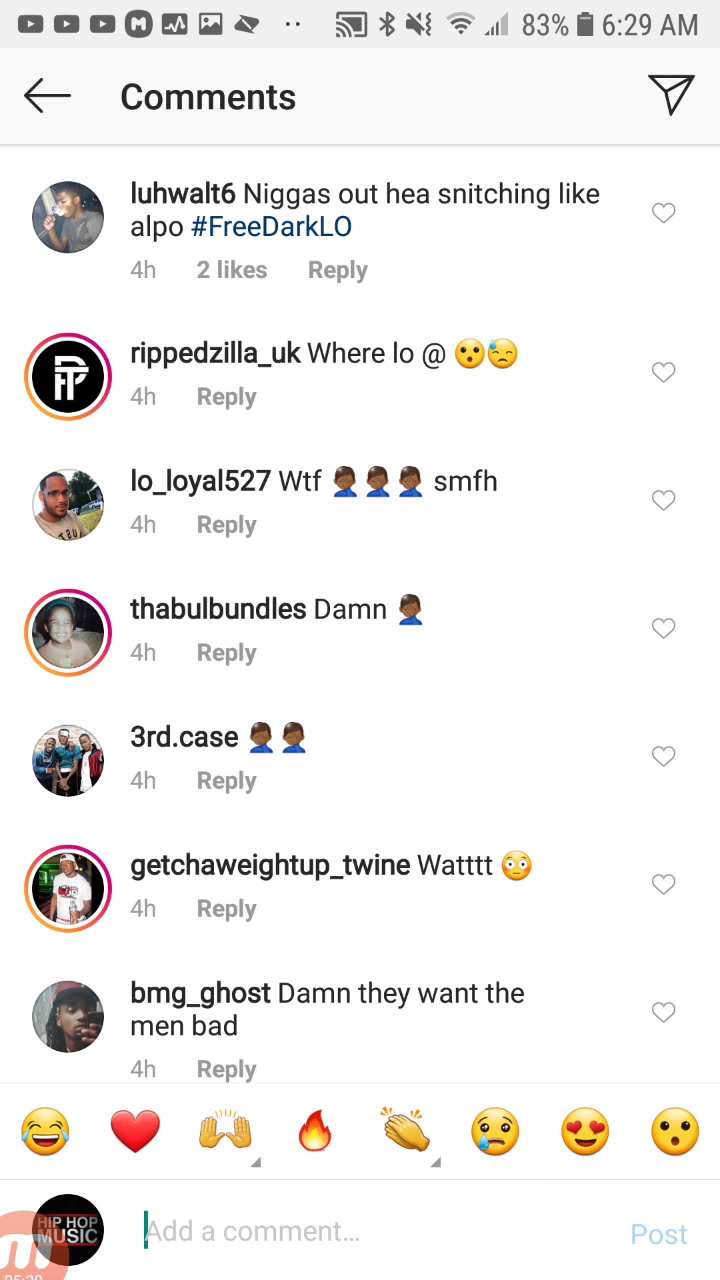 83% 6:29 AM
Comments
luhwalt6 Niggas out hea snitching like
alpo #FreeDarkLO
4h 2 likes Reply
rippedzilla_uk Where lo @ 😮😓
4h Reply
lo_loyal527 Wtf 🤦🏾‍♂️🤦🏾‍♂️🤦🏾‍♂️ smfh
4h Reply
thabulbundles Damn 🤦🏾‍♂️
4h Reply
3rd.case 🤦🏾‍♂️🤦🏾‍♂️
4h Reply
getchaweightup_twine Watttt 😳
4h Reply
bmg_ghost Damn they want the
men bad
4h Reply
😂 ❤️ 🙌 🔥 👏 😢 😍 😮
HIP HOP
MUSIC
Add a comment... Post